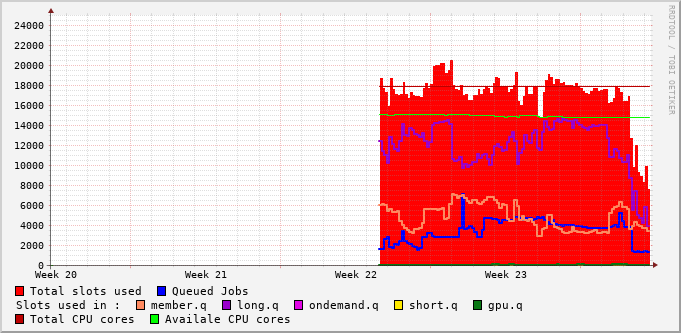 24000
22000
20000
18000
16000
14000
12000
10000
8000
6000
4000
2000
0
Week 20 Week 21 Week 22 Week 23
RRDTOOL / TOBI OETIKER
Total slots used Queued Jobs
Slots used in : member.q long.q ondemand.q short.q gpu.q
Total CPU cores Availale CPU cores